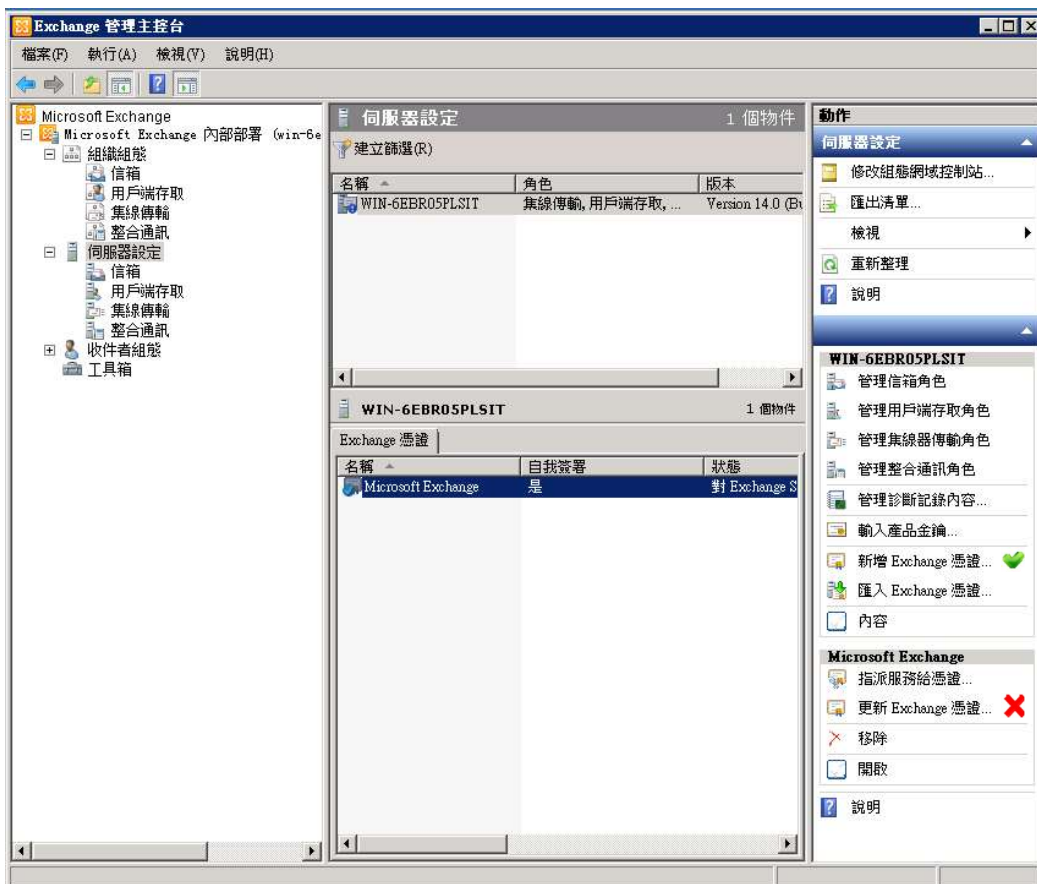 Exchange 管理主控台
檔案(F) 執行(A) 檢視(V) 說明(H)
Microsoft Exchange
Microsoft Exchange 內部部署 (win-6e
組織組態
信箱
用戶端存取
集線傳輸
整合通訊
伺服器設定
信箱
用戶端存取
集線傳輸
整合通訊
收件者組態
工具箱
伺服器設定 1 個物件
建立篩選(R)
名稱 角色 版本
WIN-6EBR05PLSIT 集線傳輸, 用戶端存取, ... Version 14.0 (Bu
WIN-6EBR05PLSIT 1 個物件
Exchange 憑證
名稱 自我簽署 狀態
Microsoft Exchange 是 對 Exchange S
動作
伺服器設定
修改組態網域控制站...
匯出清單...
檢視
重新整理
說明
WIN-6EBR05PLSIT
管理信箱角色
管理用戶端存取角色
管理集線器傳輸角色
管理整合通訊角色
管理診斷記錄內容...
輸入產品金鑰...
新增 Exchange 憑證...
匯入 Exchange 憑證...
內容
Microsoft Exchange
指派服務給憑證...
更新 Exchange 憑證...
移除
開啟
說明